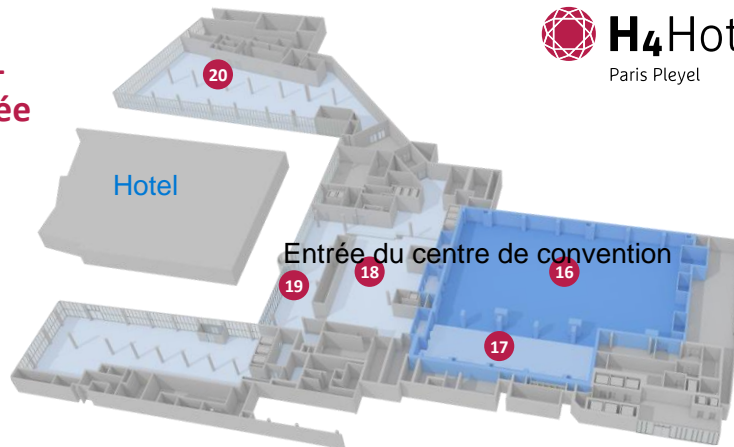 ée
H4Hot
Paris Pleyel
20
Hotel
Entrée du centre de convention
16
18
19
17